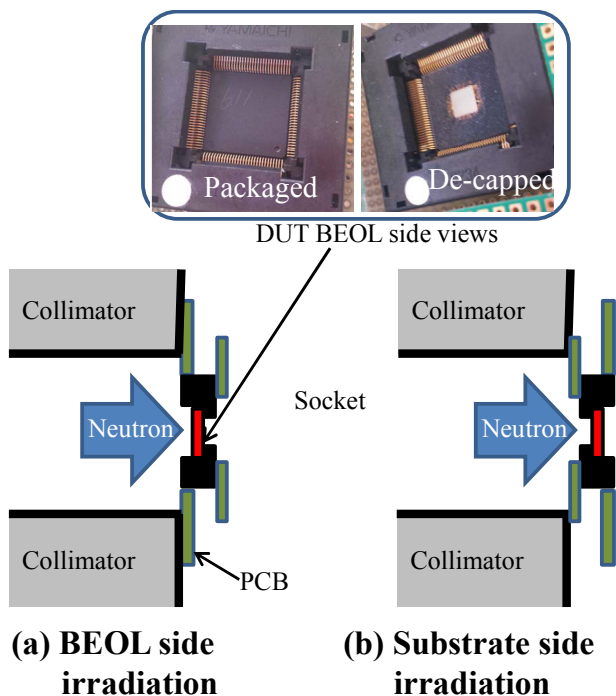 YAMAICHI
611
Packaged
De-capped
DUT BEOL side views
Collimator
Collimator
Neutron
Socket
Neutron
Collimator
Collimator
PCB
(a) BEOL side
irradiation
(b) Substrate side
irradiation